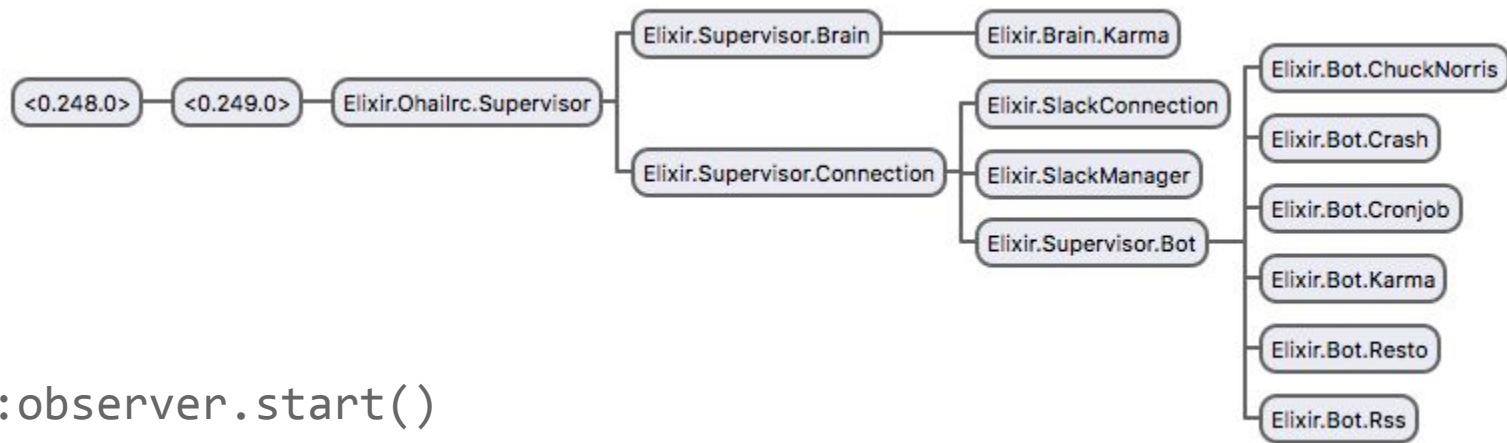 <0.248.0>
<0.249.0>
Elixir.OhaiIrc.Supervisor
Elixir.Supervisor.Brain
Elixir.Brain.Karma
Elixir.Supervisor.Connection
Elixir.SlackConnection
Elixir.SlackManager
Elixir.Supervisor.Bot
Elixir.Bot.ChuckNorris
Elixir.Bot.Crash
Elixir.Bot.Cronjob
Elixir.Bot.Karma
Elixir.Bot.Resto
Elixir.Bot.Rss
:observer.start()